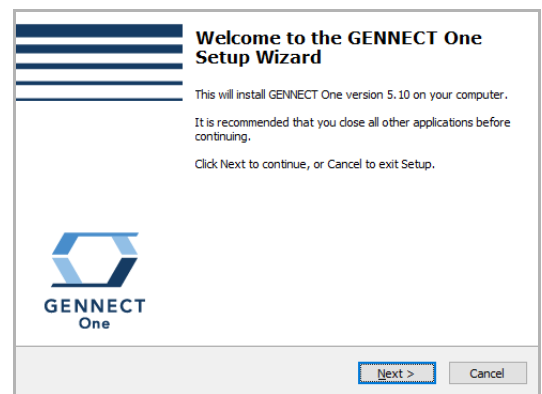 Welcome to the GENNECT One
Setup Wizard
This will install GENNECT One version 5.10 on your computer.
It is recommended that you close all other applications before
continuing.
Click Next to continue, or Cancel to exit Setup.
GENNECT
One
Next >
Cancel